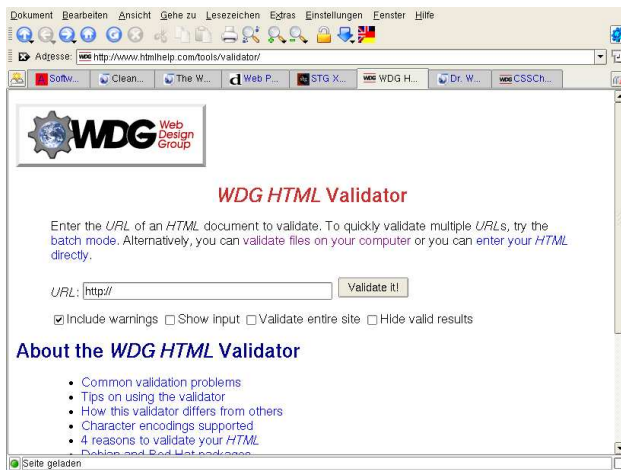 Dokument Bearbeiten Ansicht Gehe zu Lesezeichen Extras Einstellungen Fenster Hilfe
Adresse: http://www.htmlhelp.com/tools/validator/
Softw... Clean... The W... Web P... STG X... WDG H... Dr. W... CSSCh...
WDG Web Design Group
WDG HTML Validator
Enter the URL of an HTML document to validate. To quickly validate multiple URLs, try the
batch mode. Alternatively, you can validate files on your computer or you can enter your HTML
directly.
URL: http:// Validate it!
Include warnings Show input Validate entire site Hide valid results
About the WDG HTML Validator
• Common validation problems
• Tips on using the validator
• How this validator differs from others
• Character encodings supported
• 4 reasons to validate your HTML
• Debian and Red Hat packages
Seite geladen